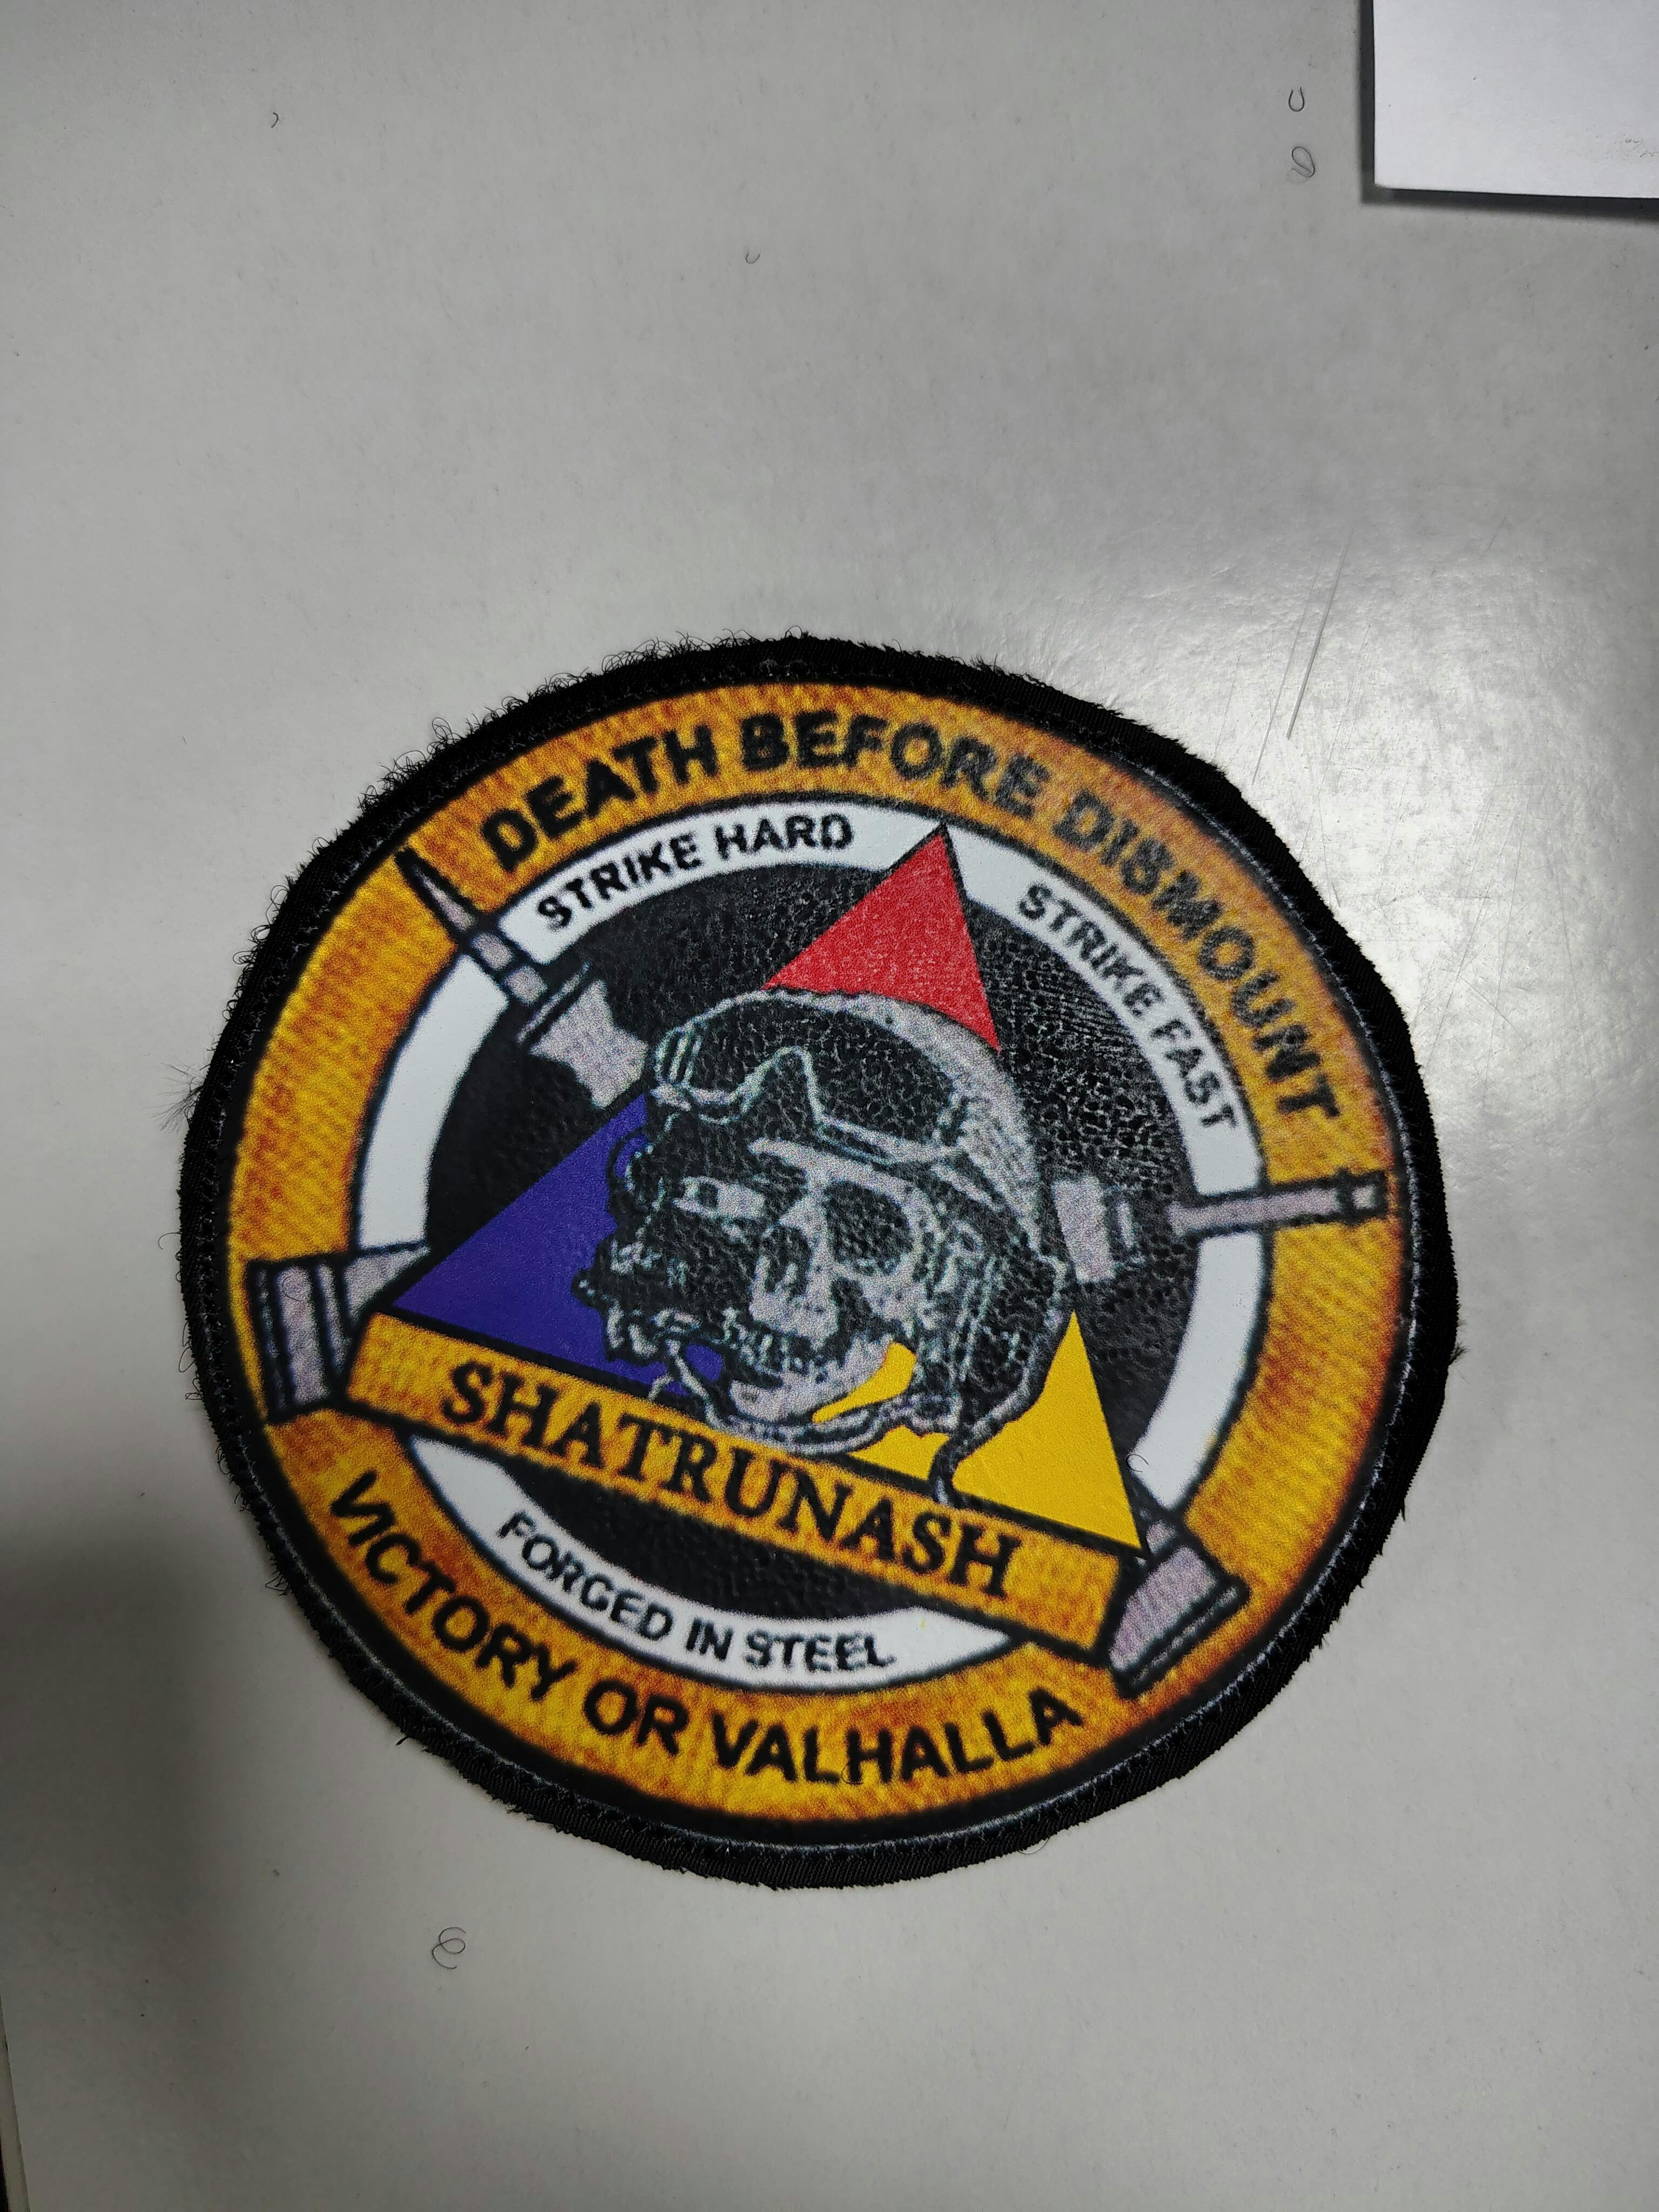 DEATH BEFORE DISMOUNT
STRIKE HARD
STRIKE FAST
SHATRUNASH
FORGED IN STEEL
VICTORY OR VALHALLA